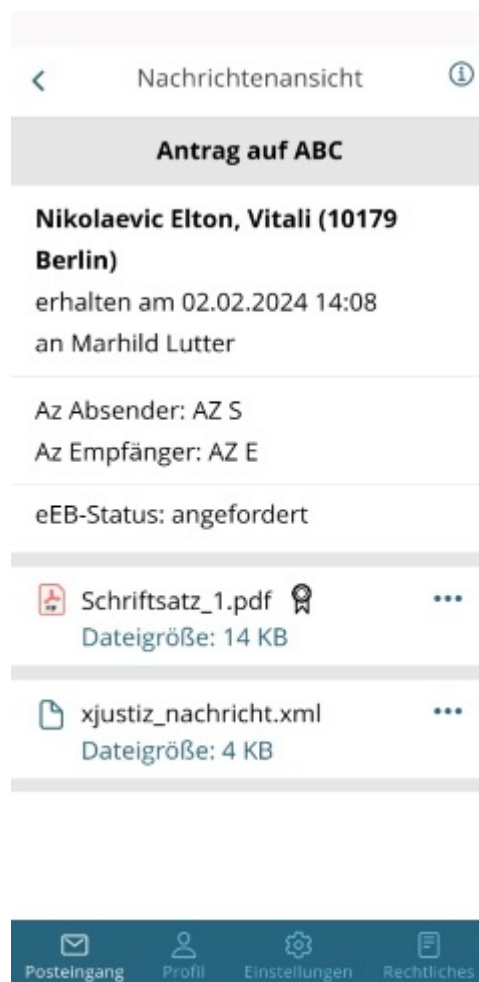 Nachrichtenansicht
Antrag auf ABC
Nikolaevic Elton, Vitali (10179
Berlin)
erhalten am 02.02.2024 14:08
an Marhild Lutter
Az Absender: AZ S
Az Empfänger: AZ E
eEB-Status: angefordert
Schriftsatz_1.pdf
Dateigröße: 14 KB
xjustiz_nachricht.xml
Dateigröße: 4 KB
Posteingang Profil Einstellungen Rechtliches